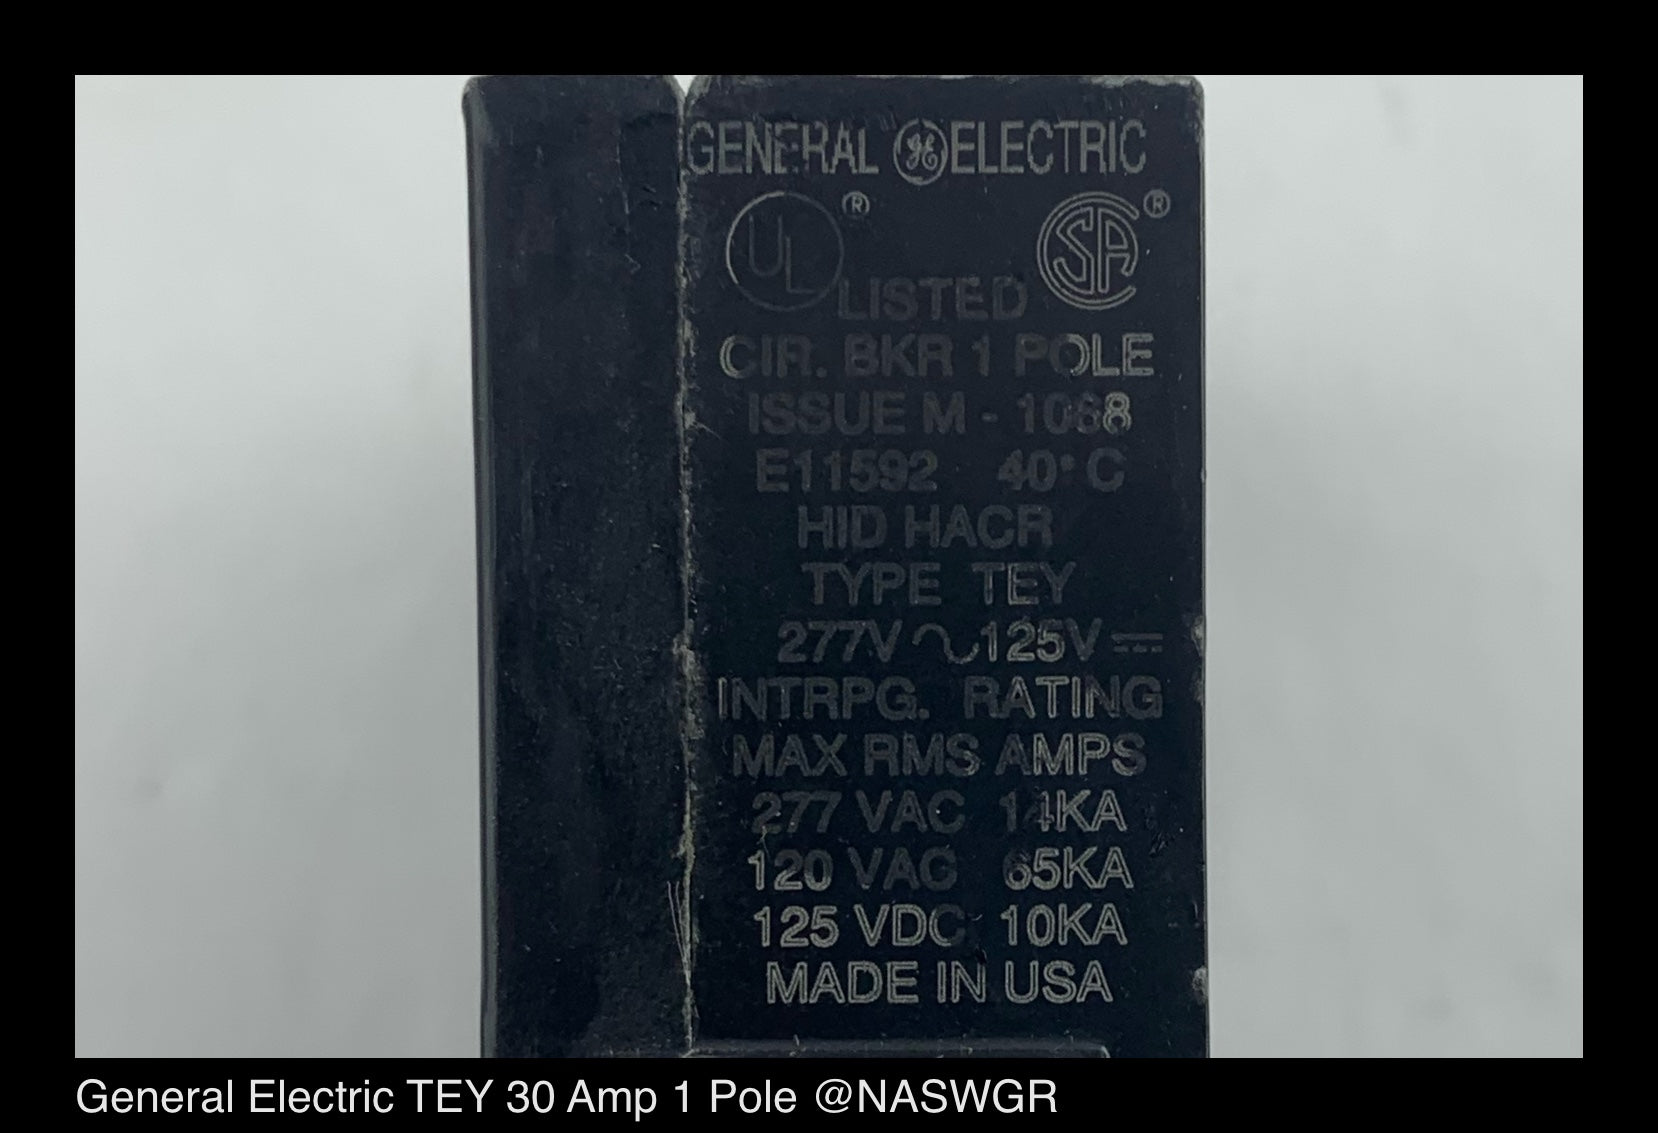 GENERAL GE ELECTRIC
UL ® SA ®
LISTED
CIR. BKR 1 POLE
ISSUE M - 1068
E11592 40° C
HID HACR
TYPE TEY
277V ∿ 125V ⎓
INTRPG. RATING
MAX RMS AMPS
277 VAC 14KA
120 VAC 65KA
125 VDC 10KA
MADE IN USA
General Electric TEY 30 Amp 1 Pole @NASWGR